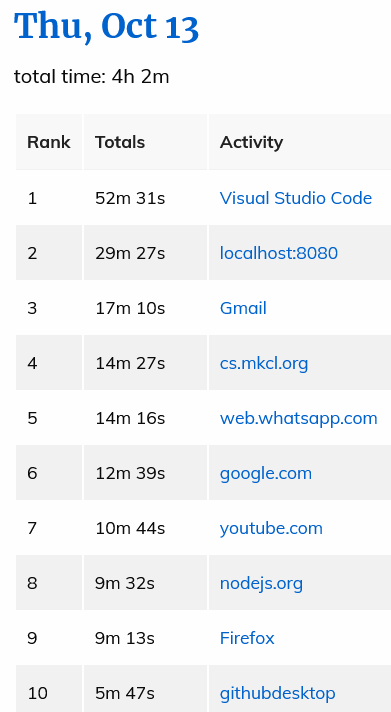 Thu, Oct 13
total time: 4h 2m
Rank Totals Activity
1 52m 31s Visual Studio Code
2 29m 27s localhost:8080
3 17m 10s Gmail
4 14m 27s cs.mkcl.org
5 14m 16s web.whatsapp.com
6 12m 39s google.com
7 10m 44s youtube.com
8 9m 32s nodejs.org
9 9m 13s Firefox
10 5m 47s githubdesktop